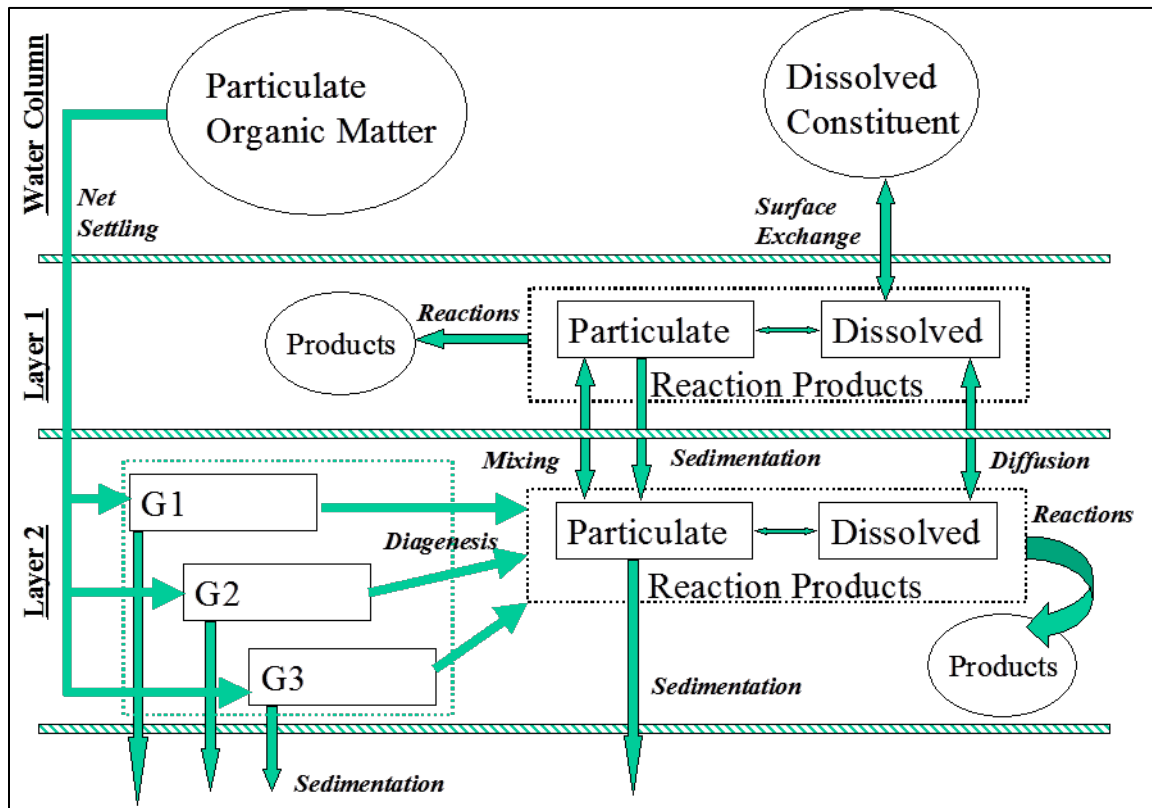 Water Column
Particulate
Organic Matter
Dissolved
Constituent
Net
Settling
Surface
Exchange
Layer 1
Products
Reactions
Particulate
Dissolved
Reaction Products
Mixing
Sedimentation
Diffusion
Layer 2
G1
G2
G3
Diagenesis
Particulate
Dissolved
Reaction Products
Reactions
Products
Sedimentation
Sedimentation